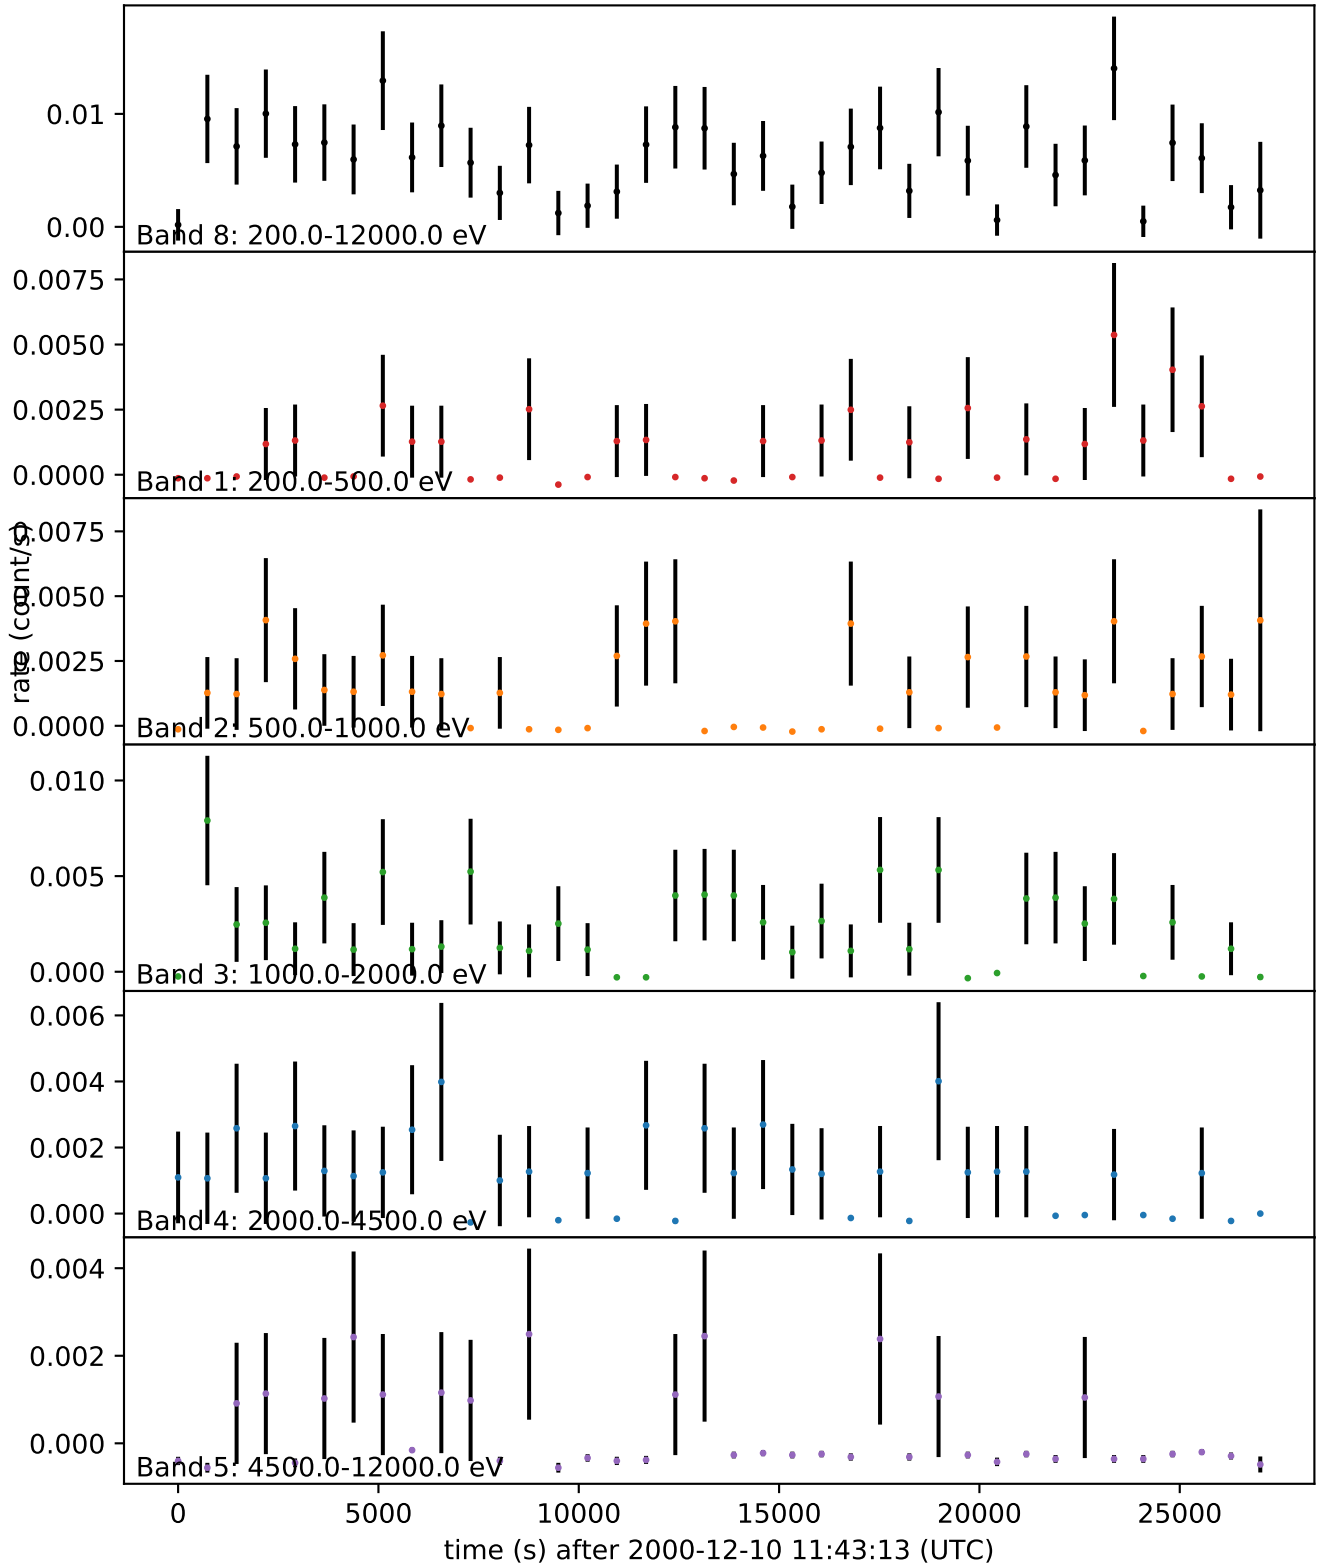 0.01
0.00
Band 8: 200.0-12000.0 eV
0.0075
0.0050
0.0025
0.0000
Band 1: 200.0-500.0 eV
rate (count/s)
0.0075
0.0050
0.0025
0.0000
Band 2: 500.0-1000.0 eV
0.010
0.005
0.000
Band 3: 1000.0-2000.0 eV
0.006
0.004
0.002
0.000
Band 4: 2000.0-4500.0 eV
0.004
0.002
0.000
Band 5: 4500.0-12000.0 eV
0 5000 10000 15000 20000 25000
time (s) after 2000-12-10 11:43:13 (UTC)